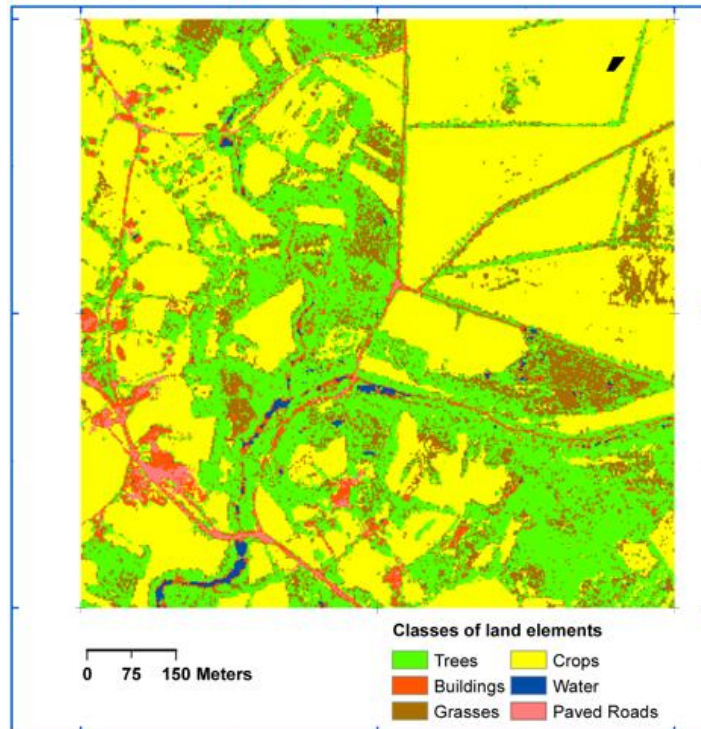 0 75 150 Meters
Classes of land elements
Trees Crops
Buildings Water
Grasses Paved Roads